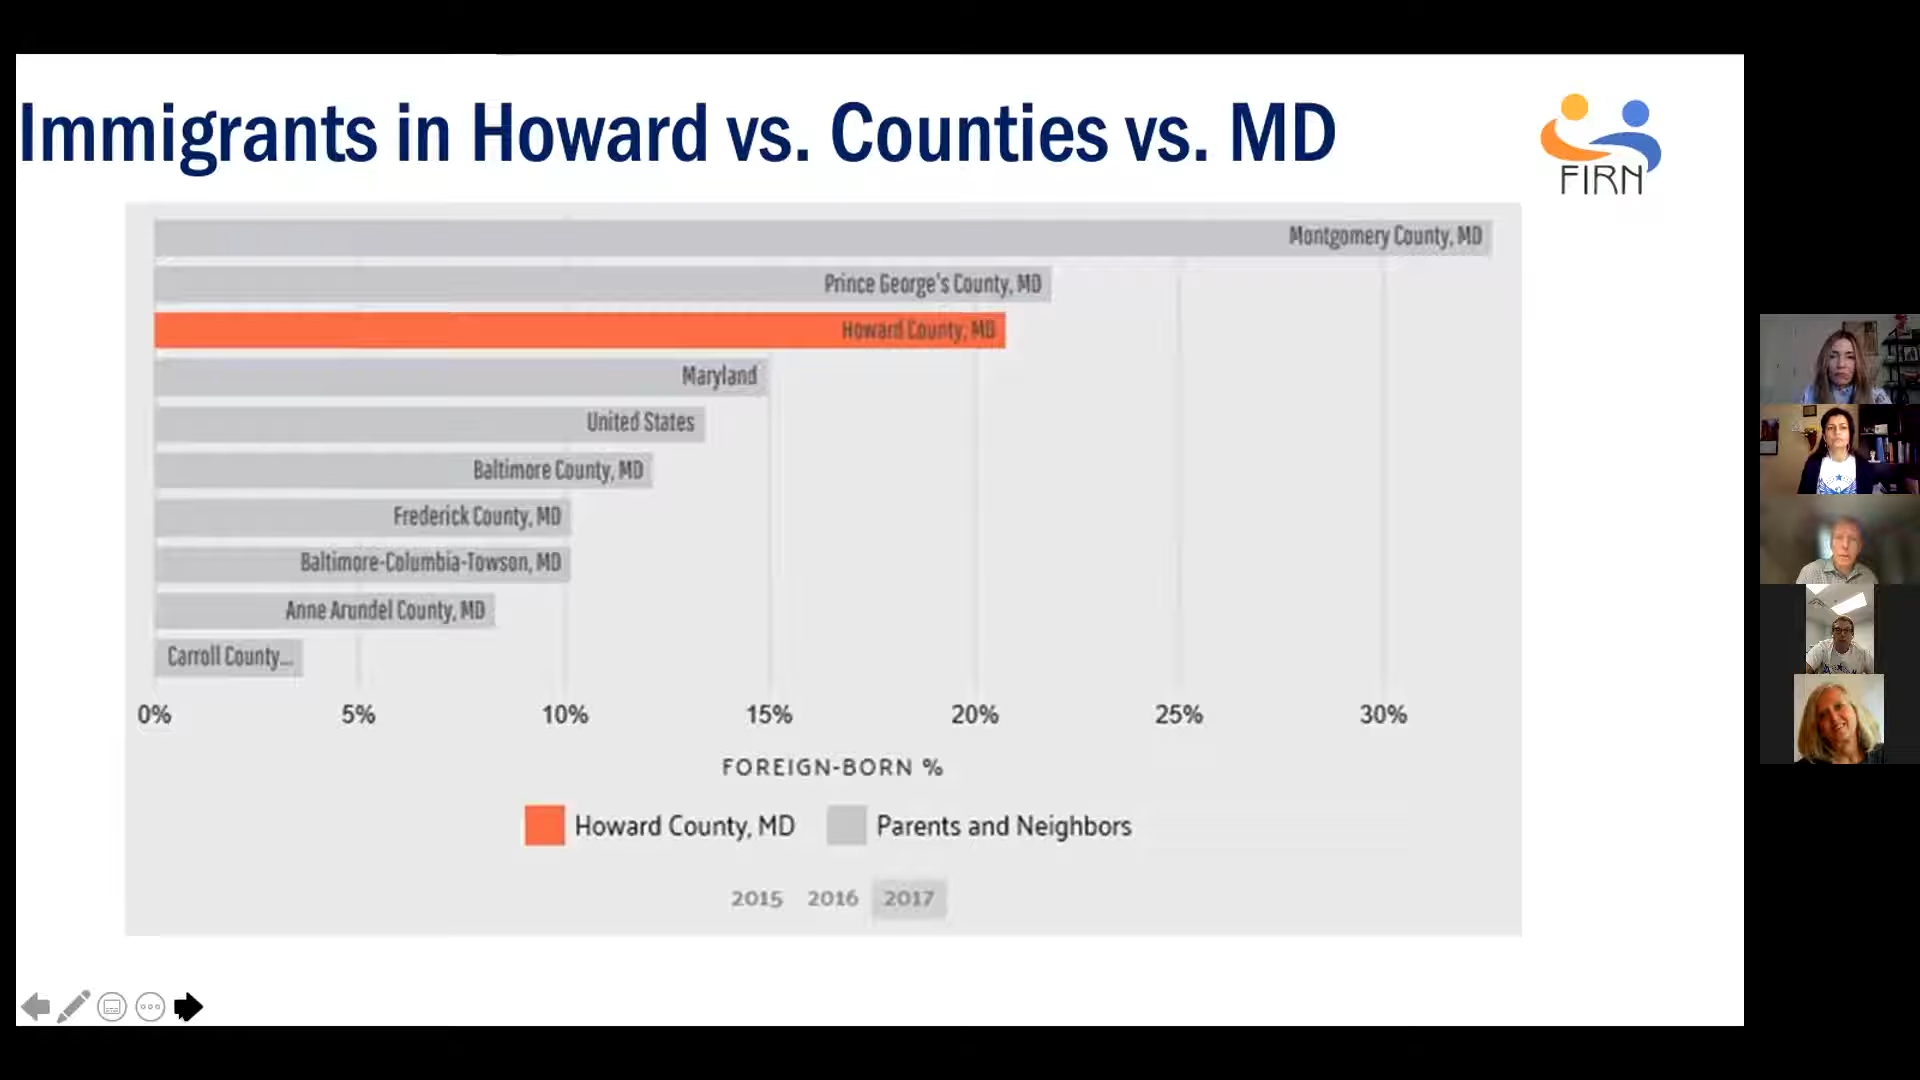 Immigrants in Howard vs. Counties vs. MD
FIRN
Montgomery County, MD
Prince George's County, MD
Howard County, MD
Maryland
United States
Baltimore County, MD
Frederick County, MD
Baltimore-Columbia-Towson, MD
Anne Arundel County, MD
Carroll County...
0% 5% 10% 15% 20% 25% 30%
FOREIGN-BORN %
Howard County, MD Parents and Neighbors
2015 2016 2017